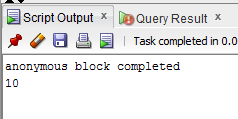 Script Output x Query Result x
Task completed in 0.0
anonymous block completed
10